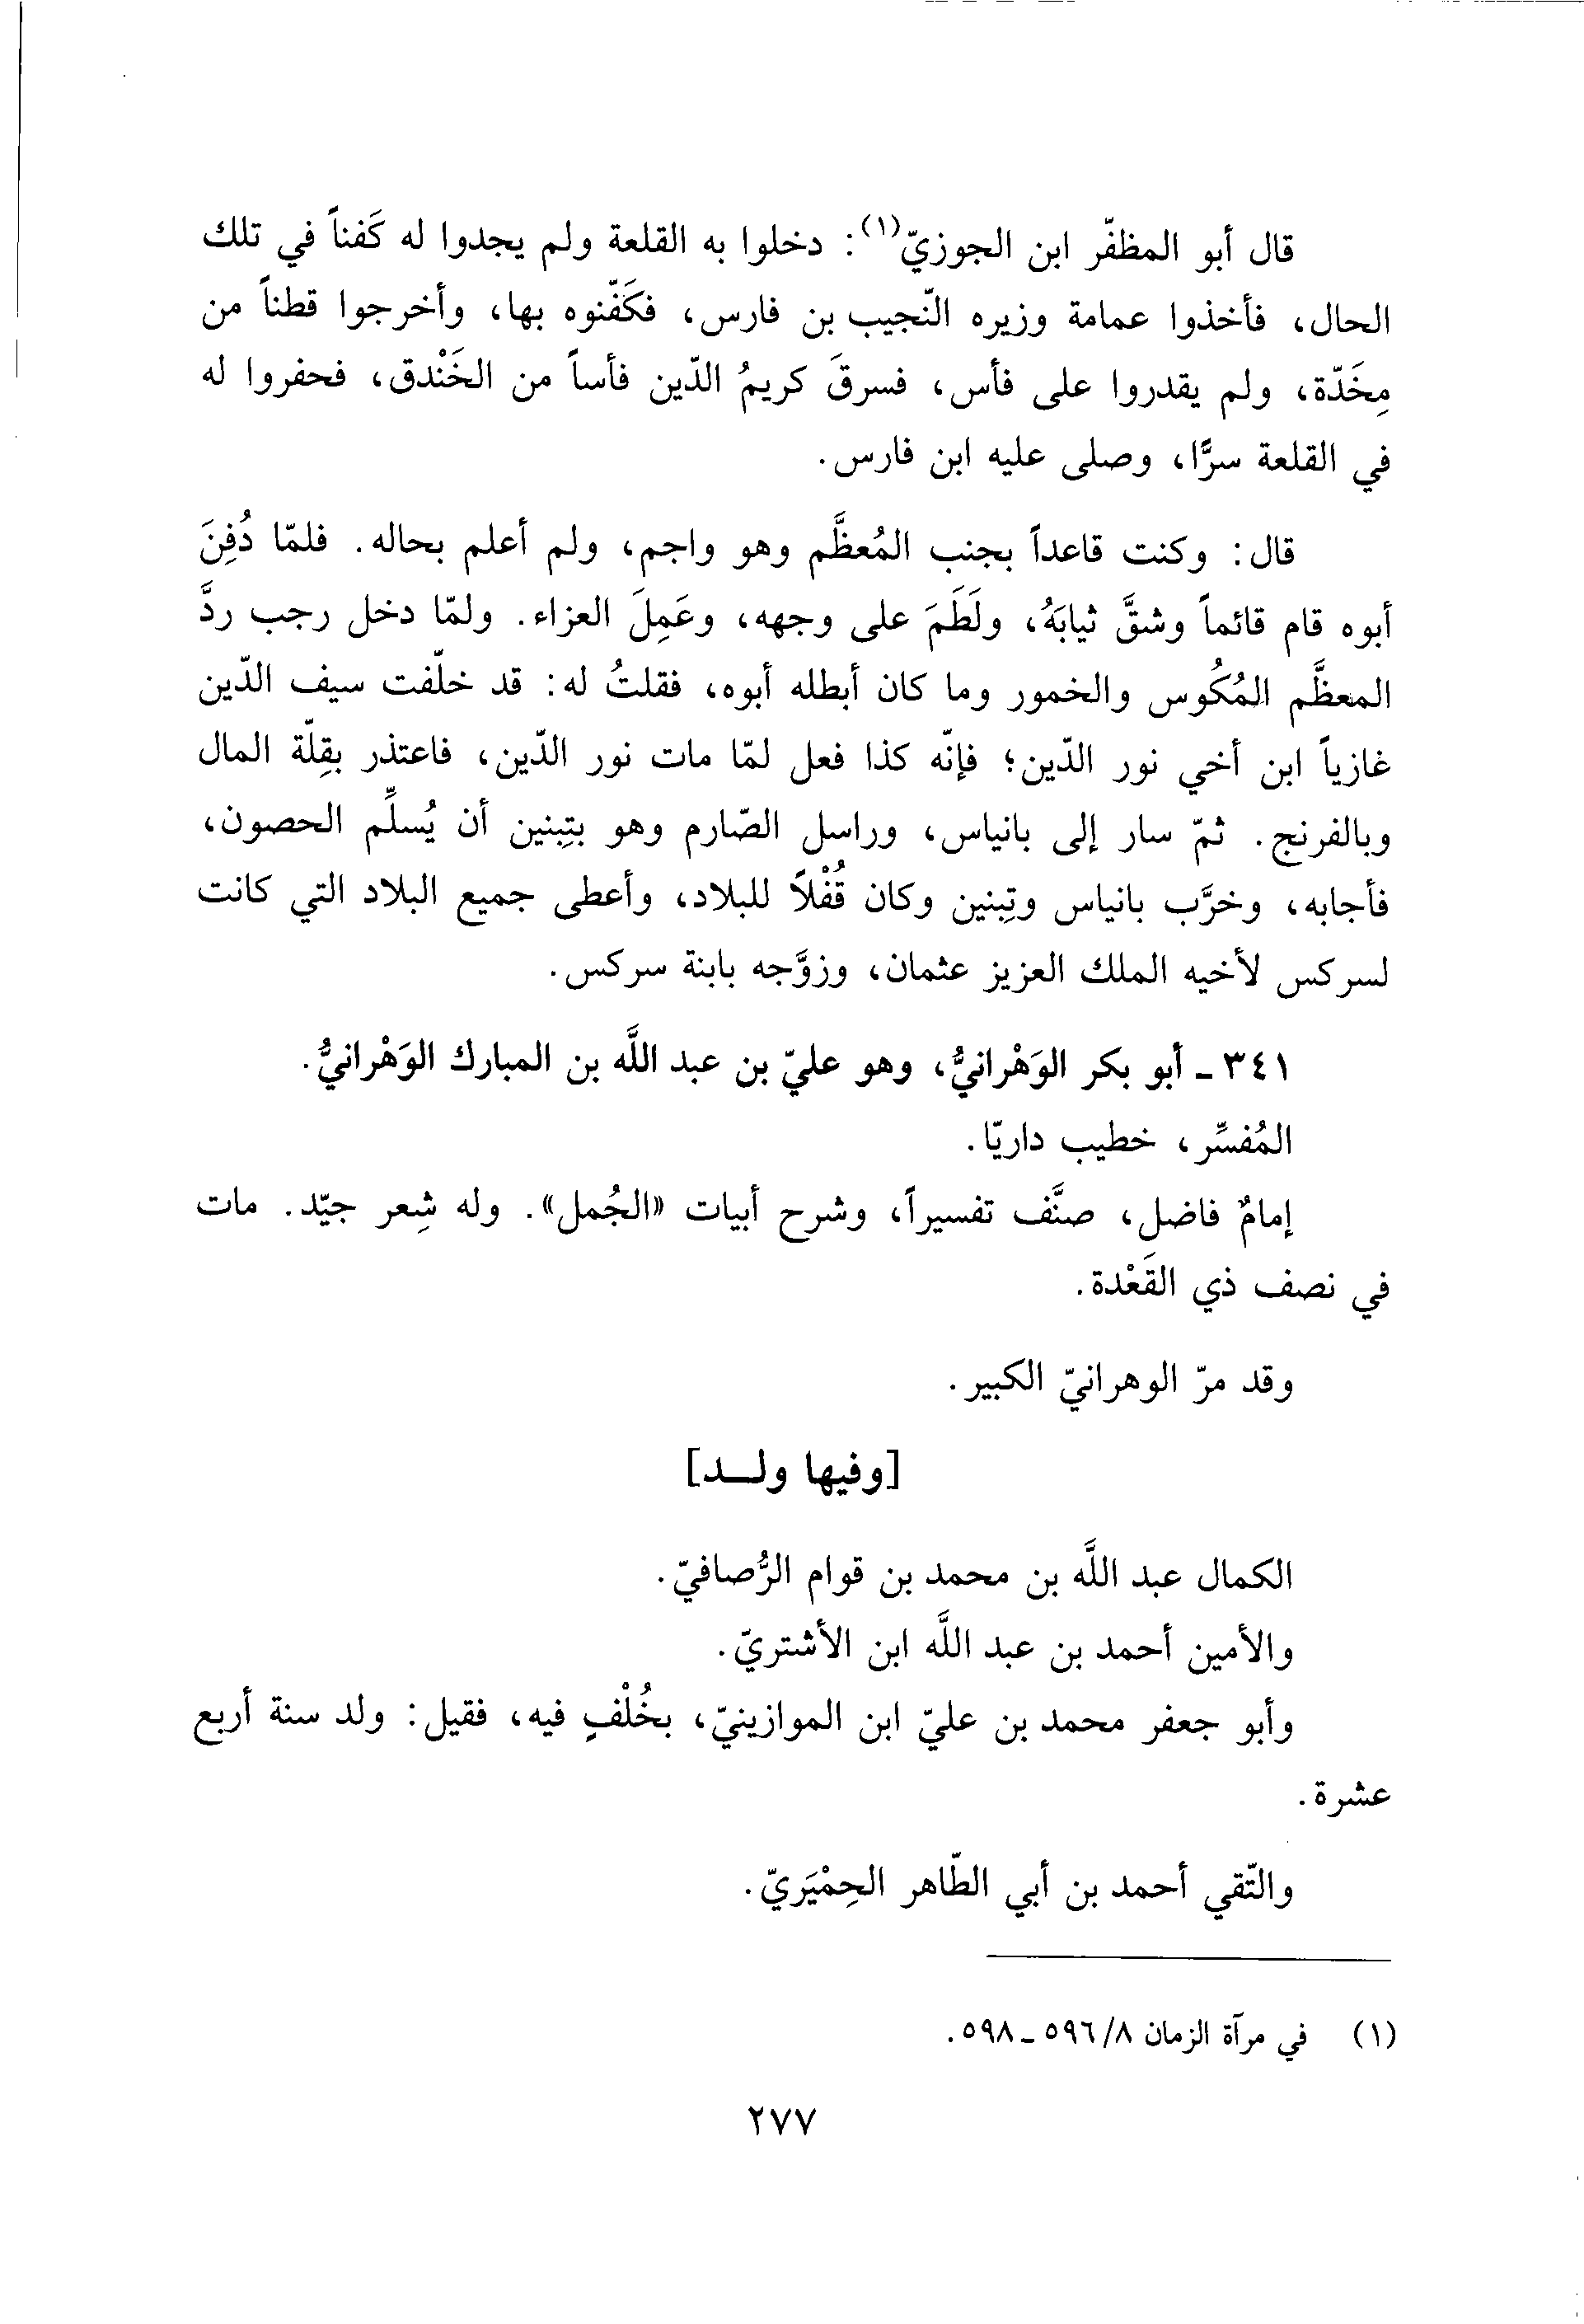 قال أبو المظفّر ابن الجوزيّ(١): دخلوا به القلعة ولم يجدوا له كَفناً في تلك
الحال، فأخذوا عمامة وزيره النّجيب بن فارس، فكَفّنوه بها، وأخرجوا قطناً من
مِخَدّة، ولم يقدروا على فأس، فسرقَ كريمُ الدّين فأساً من الخَنْدق، فحفروا له
في القلعة سرًّا، وصلى عليه ابن فارس.
قال: وكنت قاعداً بجنب المُعظَّم وهو واجم، ولم أعلم بحاله. فلمّا دُفِنَ
أبوه قام قائماً وشقَّ ثيابَهُ، ولَطَمَ على وجهه، وعَمِلَ العزاء. ولمّا دخل رجب ردَّ
المعظَّم المُكُوس والخمور وما كان أبطله أبوه، فقلتُ له: قد خلّفت سيف الدّين
غازياً ابن أخي نور الدّين؛ فإنّه كذا فعل لمّا مات نور الدّين، فاعتذر بقِلّة المال
وبالفرنج. ثمّ سار إلى بانياس، وراسل الصّارم وهو بتِبنين أن يُسلِّم الحصون،
فأجابه، وخرَّب بانياس وتِبنين وكان قُفْلاً للبلاد، وأعطى جميع البلاد التي كانت
لسركس لأخيه الملك العزيز عثمان، وزوَّجه بابنة سركس.
٣٤١ - أبو بكر الوَهْرانيُّ، وهو عليّ بن عبد اللَّه بن المبارك الوَهْرانيُّ.
المُفسِّر، خطيب داريّا.
إمامٌ فاضل، صنَّف تفسيراً، وشرح أبيات «الجُمل». وله شِعر جيّد. مات
في نصف ذي القَعْدة.
وقد مرّ الوهرانيّ الكبير.
[وفيها ولـد]
الكمال عبد اللَّه بن محمد بن قوام الرُّصافيّ.
والأمين أحمد بن عبد اللَّه ابن الأشتريّ.
وأبو جعفر محمد بن عليّ ابن الموازينيّ، بخُلْفٍ فيه، فقيل: ولد سنة أربع
عشرة.
والتّقي أحمد بن أبي الطّاهر الحِمْيَريّ.
(١) في مرآة الزمان ٨/ ٥٩٦ - ٥٩٨.
٢٧٧